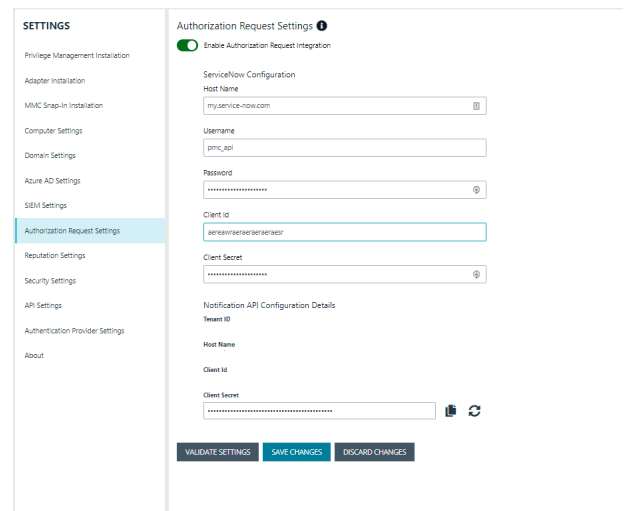 SETTINGS
Privilege Management Installation
Adapter Installation
MMC Snap-In Installation
Computer Settings
Domain Settings
Azure AD Settings
SIEM Settings
Authorization Request Settings
Reputation Settings
Security Settings
API Settings
Authentication Provider Settings
About
Authorization Request Settings
Enable Authorization Request Integration
ServiceNow Configuration
Host Name
my.service-now.com
Username
pmc_api
Password
Client Id
aereawraeraeraeraeraesr
Client Secret
Notification API Configuration Details
Tenant ID
Host Name
Client Id
Client Secret
VALIDATE SETTINGS SAVE CHANGES DISCARD CHANGES